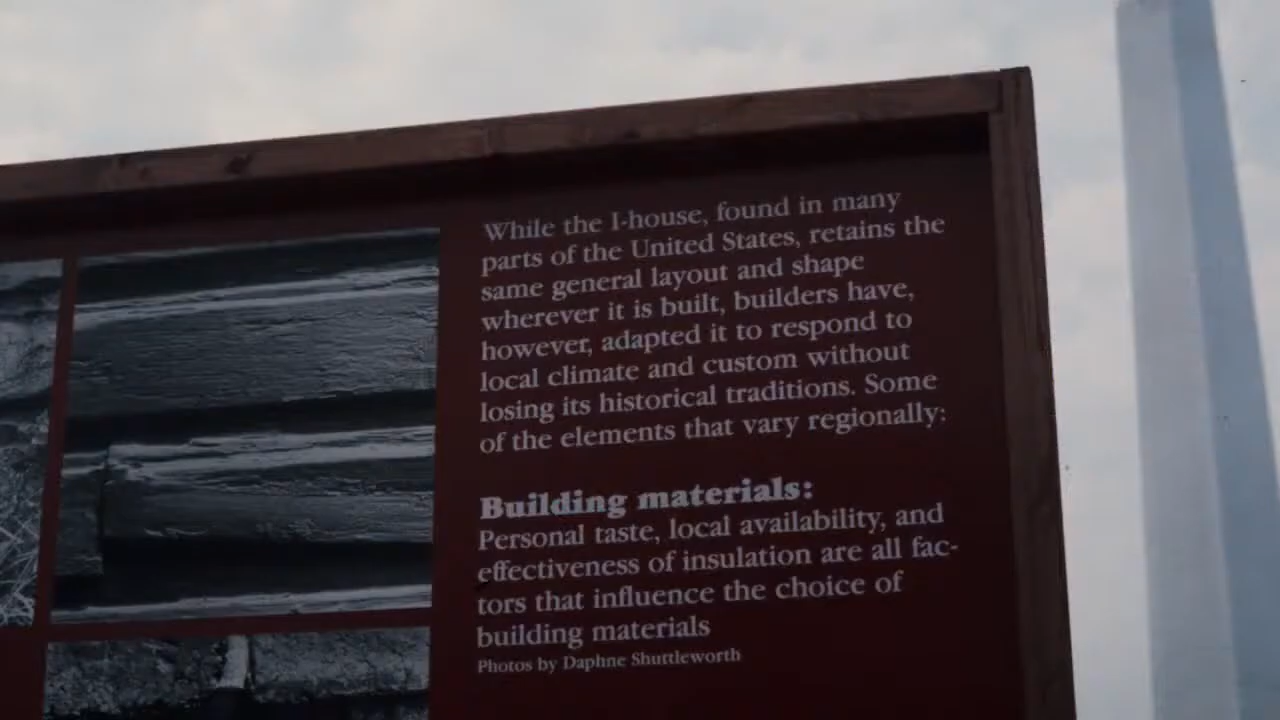 While the I-house, found in many
parts of the United States, retains the
same general layout and shape
wherever it is built, builders have,
however, adapted it to respond to
local climate and custom without
losing its historical traditions. Some
of the elements that vary regionally:
Building materials:
Personal taste, local availability, and
effectiveness of insulation are all fac-
tors that influence the choice of
building materials
Photos by Daphne Shuttleworth